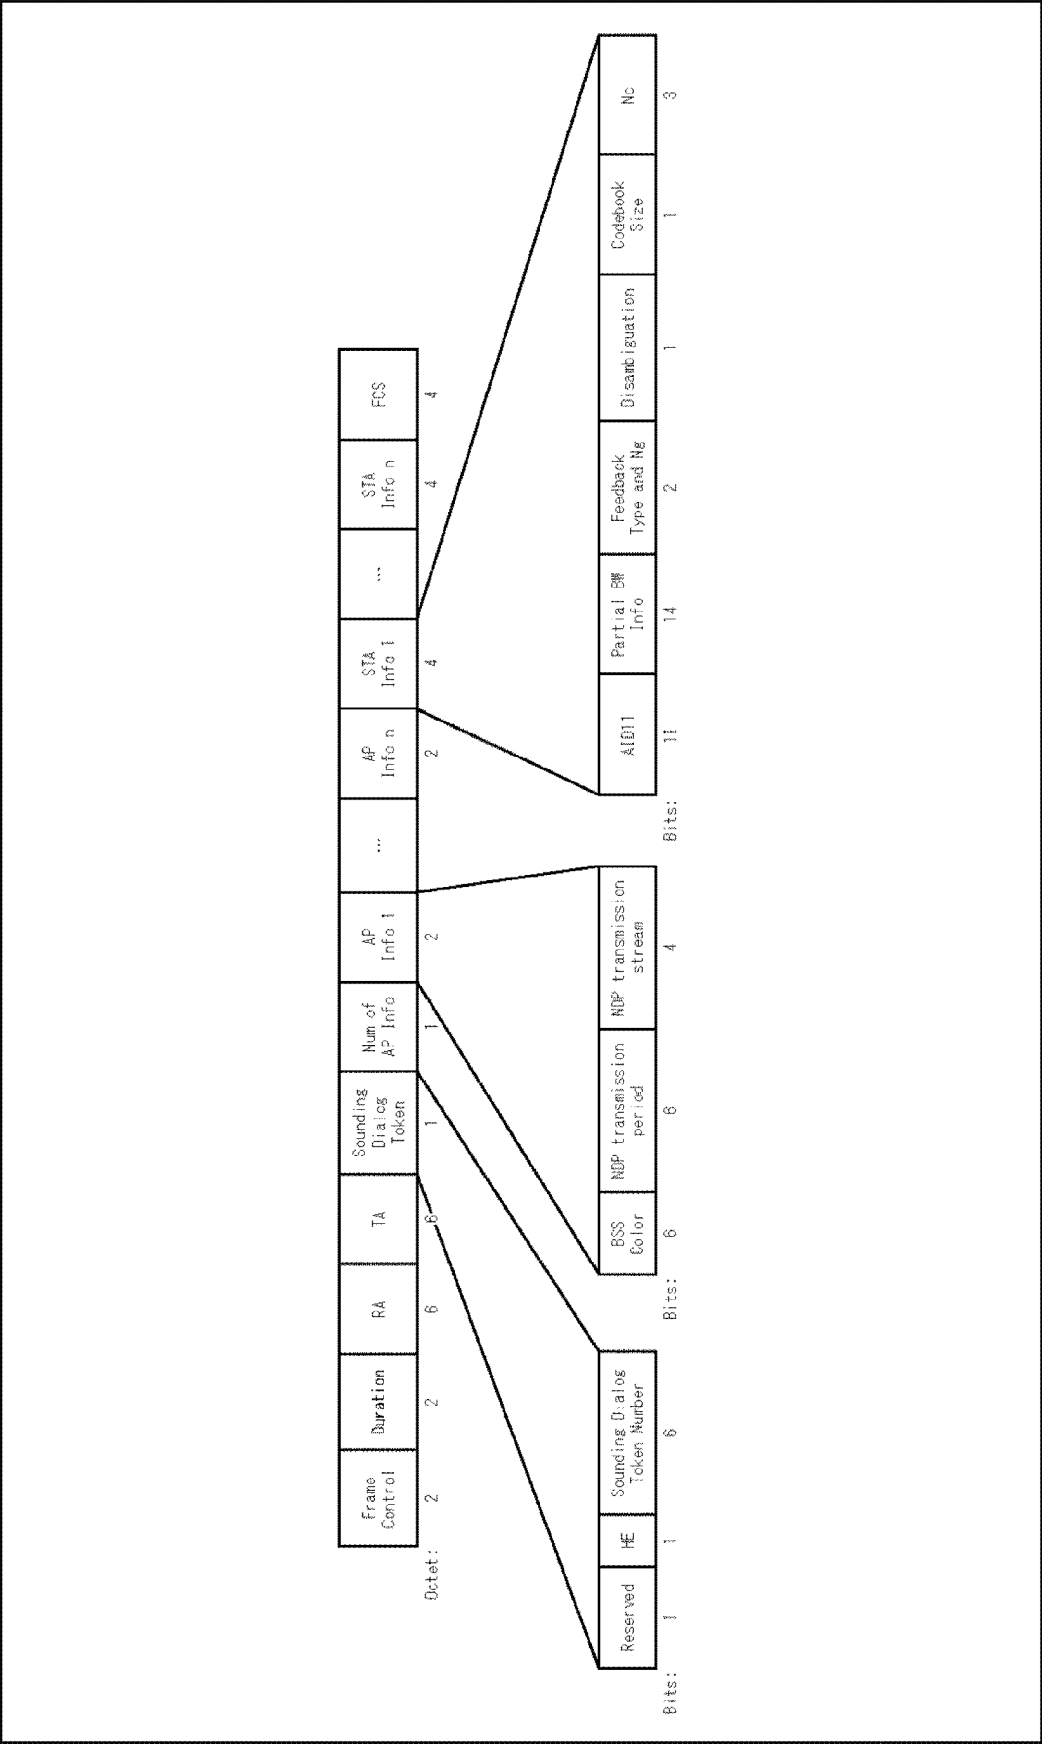 Frame
Control
Duration
RA
TA
Sounding
Dialog
Token
Num of
AP Info
AP
Info 1
...
AP
Info n
STA
Info 1
...
STA
Info n
FCS
Octet: 2 2 6 6 1 1 2 2 4 4 4
Reserved
HE
Sounding Dialog
Token Number
Bits: 1 1 6
BSS
Color
NDP transmission
period
NDP transmission
stream
Bits: 6 6 4
AID11
Partial BW
Info
Feedback
Type and Ng
Disambiguation
Codebook
Size
Nc
Bits: 11 14 2 1 1 3